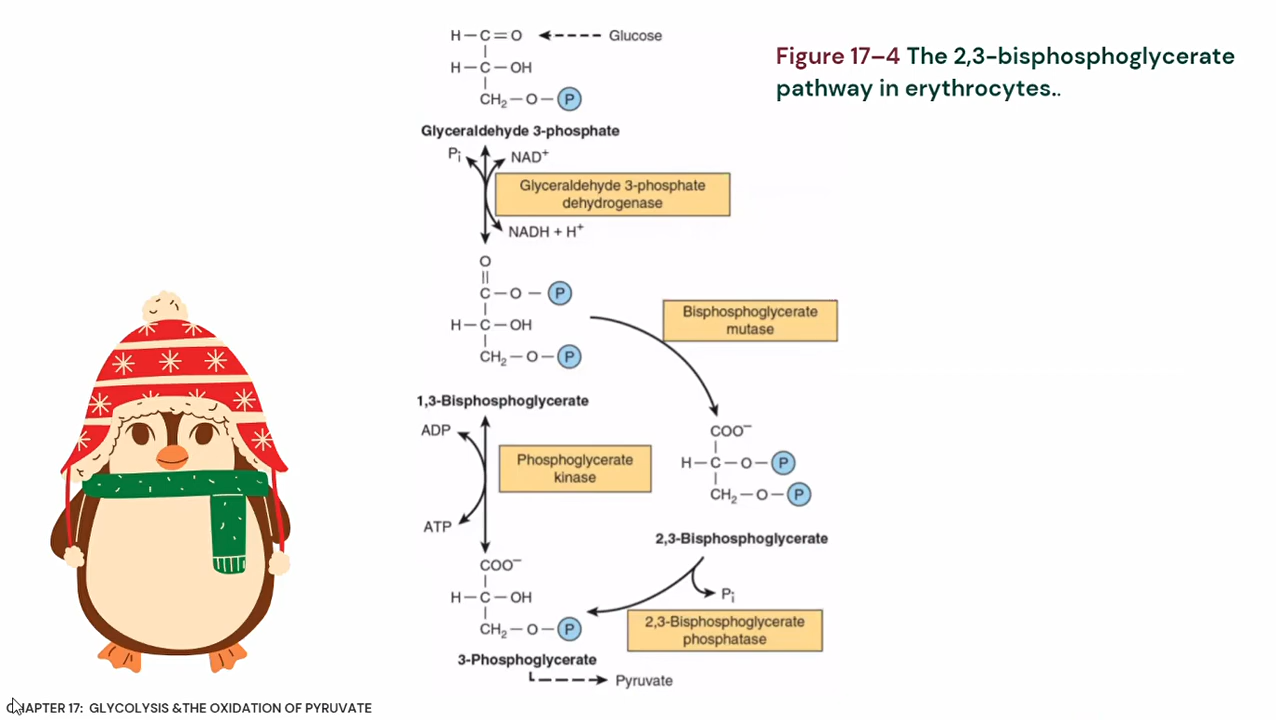 H–C=O Glucose
H–C–OH
CH₂–O–P
Glyceraldehyde 3-phosphate
Pᵢ NAD⁺
Glyceraldehyde 3-phosphate
dehydrogenase
NADH + H⁺
O
C–O–P
H–C–OH
CH₂–O–P
1,3-Bisphosphoglycerate
Bisphosphoglycerate
mutase
ADP
Phosphoglycerate
kinase
ATP
COO⁻
H–C–O–P
CH₂–O–P
2,3-Bisphosphoglycerate
Pᵢ
2,3-Bisphosphoglycerate
phosphatase
COO⁻
H–C–OH
CH₂–O–P
3-Phosphoglycerate
Pyruvate
Figure 17–4 The 2,3-bisphosphoglycerate
pathway in erythrocytes..
CHAPTER 17: GLYCOLYSIS &THE OXIDATION OF PYRUVATE